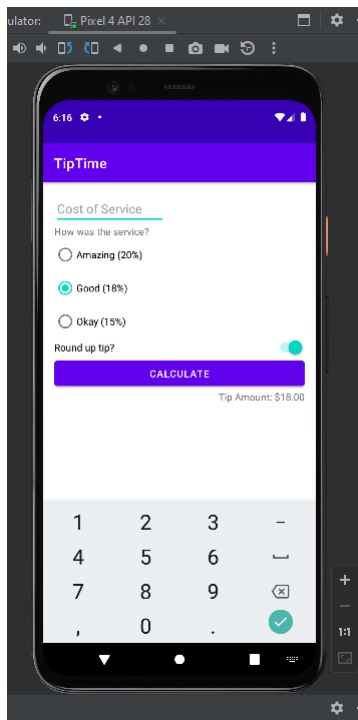 ulator:
Pixel 4 API 28
6:16
TipTime
Cost of Service
How was the service?
Amazing (20%)
Good (18%)
Okay (15%)
Round up tip?
CALCULATE
Tip Amount: $18.00
1 2 3 –
4 5 6
7 8 9
, 0 .
1:1